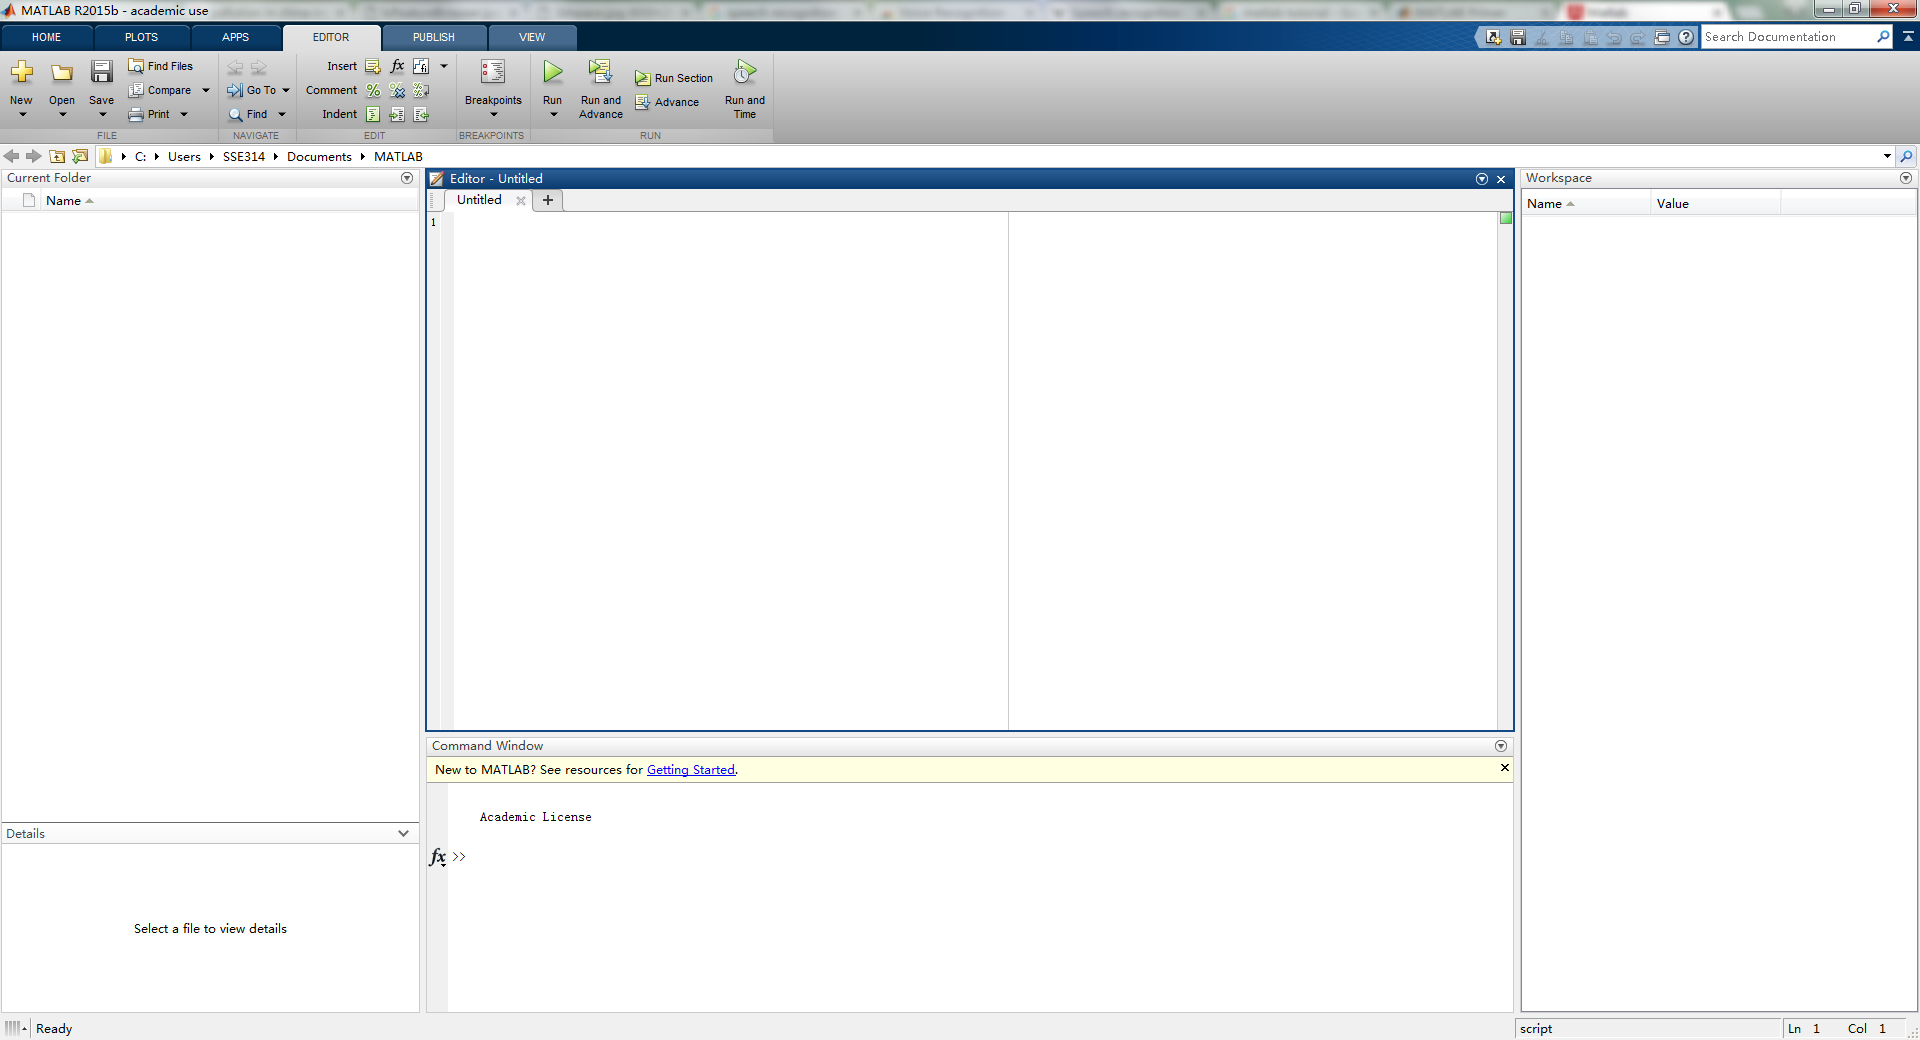 MATLAB R2015b - academic use
HOME PLOTS APPS EDITOR PUBLISH VIEW
Search Documentation
New
Open
Save
Find Files
Compare
Print
FILE
Go To
Find
NAVIGATE
Insert fx
Comment
Indent
EDIT
Breakpoints
BREAKPOINTS
Run
Run and
Advance
Run Section
Advance
Run and
Time
RUN
C: Users SSE314 Documents MATLAB
Current Folder
Name
Editor - Untitled
Untitled +
1
Workspace
Name Value
Command Window
New to MATLAB? See resources for Getting Started.
Academic License
fx >>
Details
Select a file to view details
Ready
script
Ln 1 Col 1